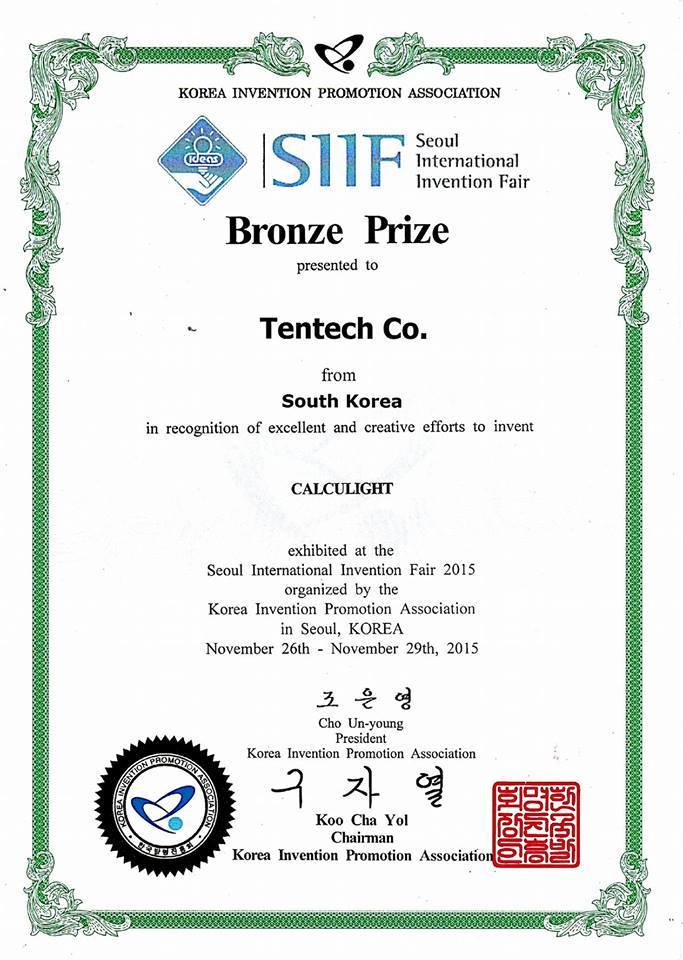 KOREA INVENTION PROMOTION ASSOCIATION
ideas
SIIF
Seoul
International
Invention Fair
Bronze Prize
presented to
Tentech Co.
from
South Korea
in recognition of excellent and creative efforts to invent
CALCULIGHT
exhibited at the
Seoul International Invention Fair 2015
organized by the
Korea Invention Promotion Association
in Seoul, KOREA
November 26th - November 29th, 2015
조은영
Cho Un-young
President
Korea Invention Promotion Association
구자열
Koo Cha Yol
Chairman
Korea Invention Promotion Association
KOREA INVENTION PROMOTION ASSOCIATION
한국발명진흥회